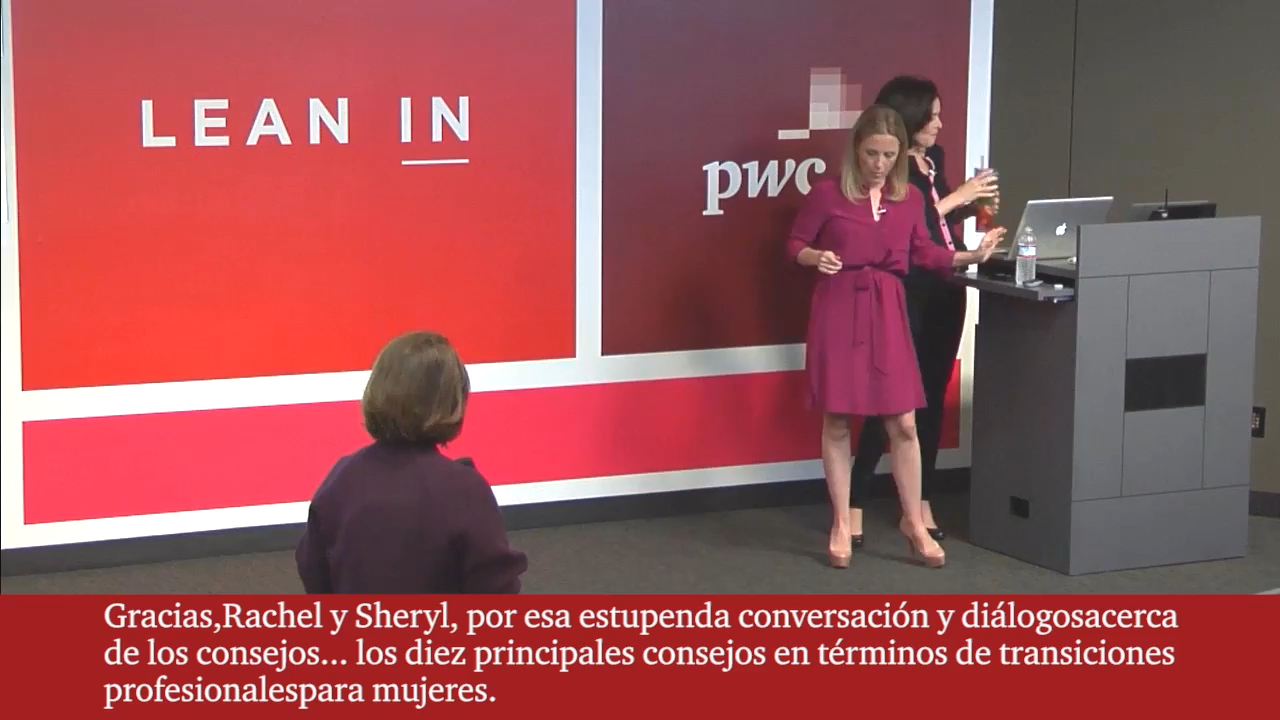 LEAN IN
pwc
Gracias,Rachel y Sheryl, por esa estupenda conversación y diálogosacerca
de los consejos... los diez principales consejos en términos de transiciones
profesionalespara mujeres.